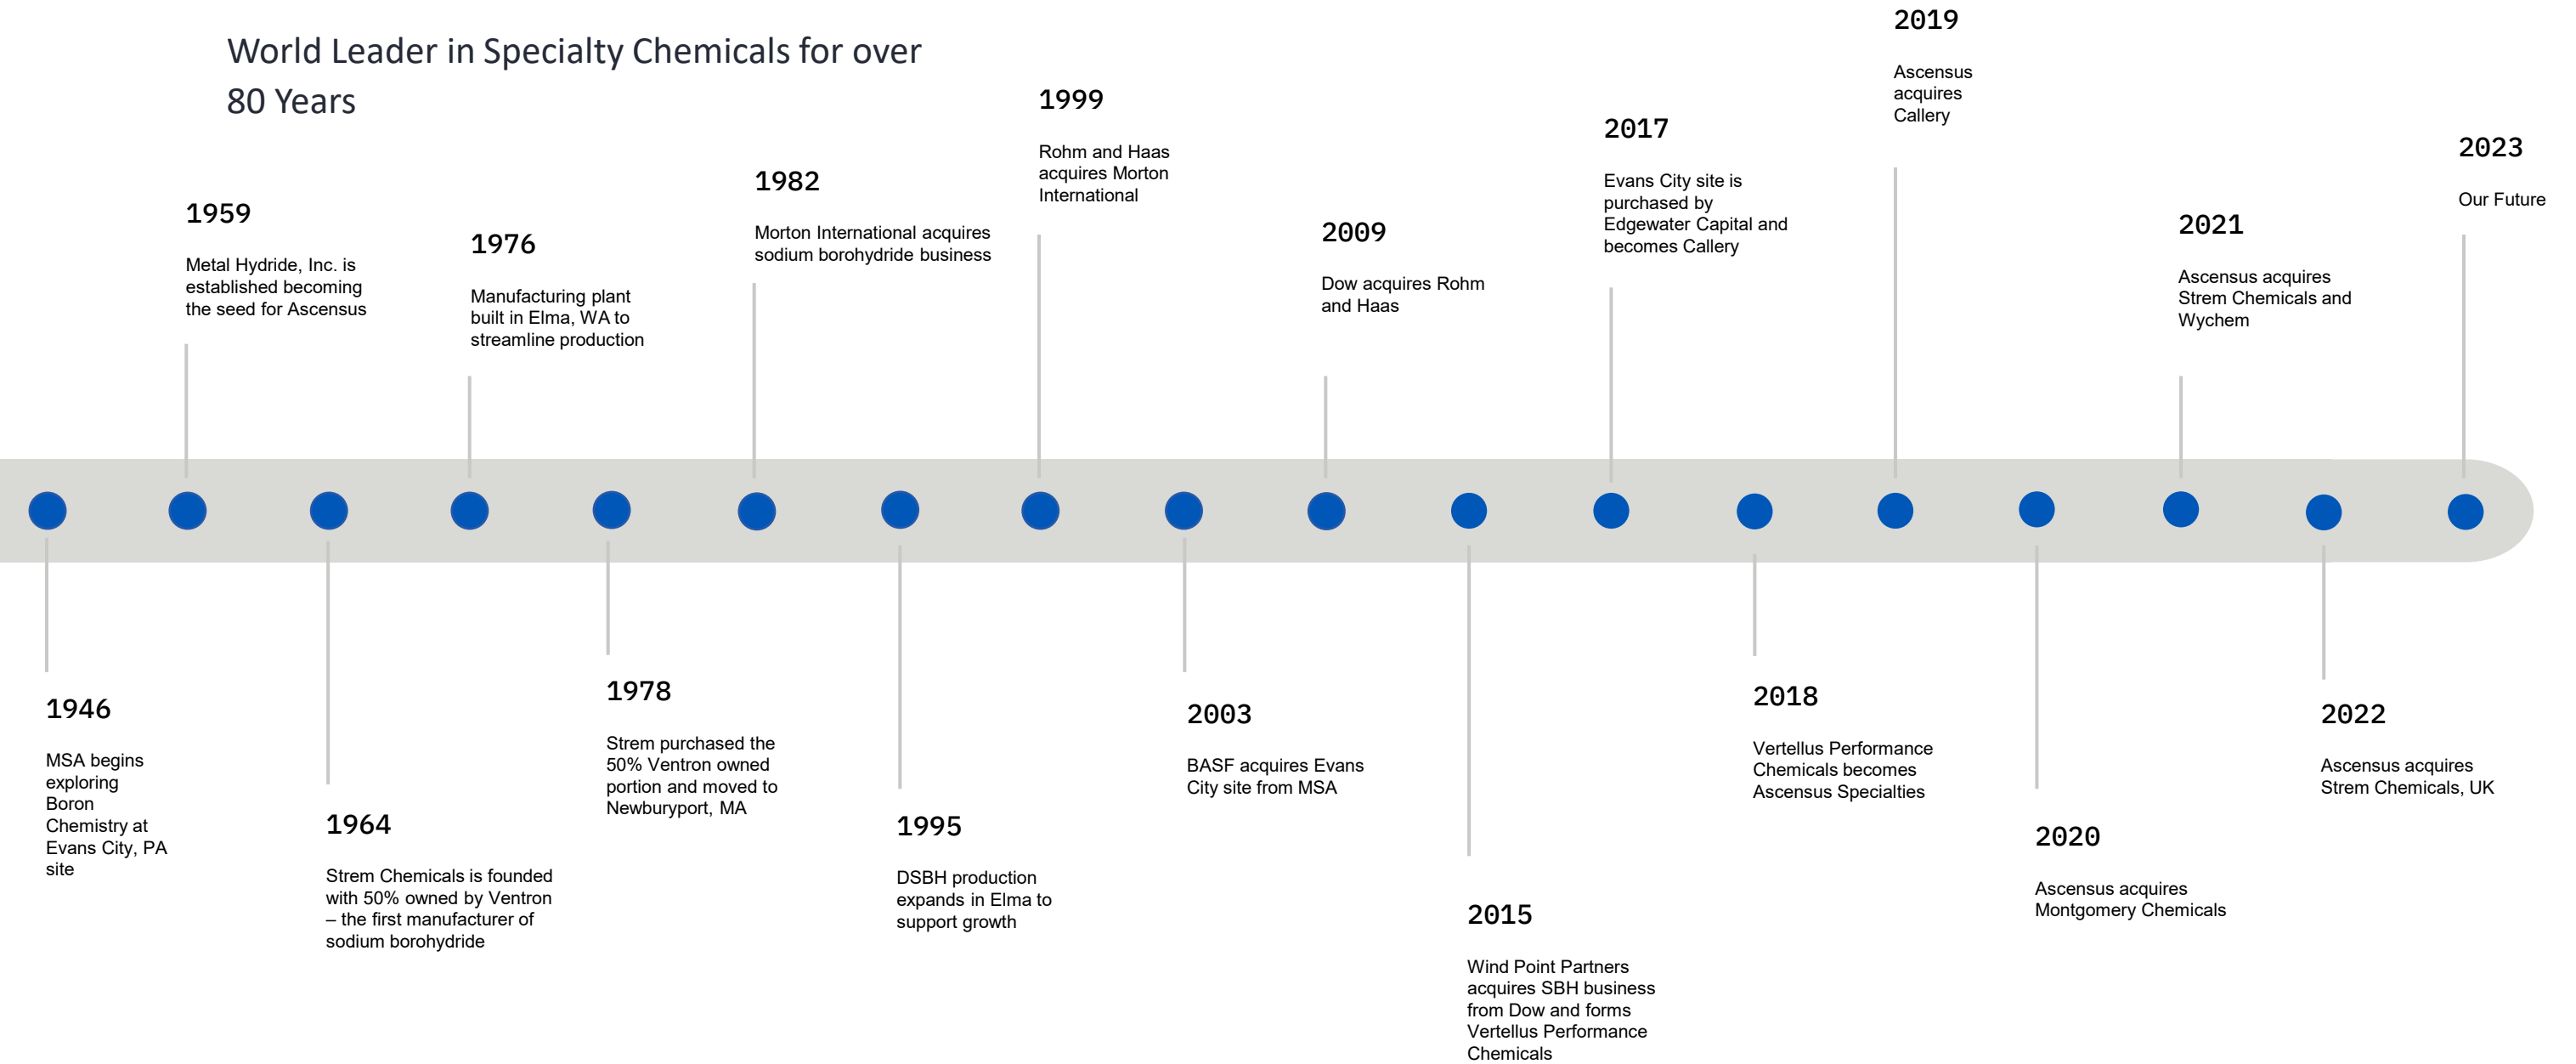 World Leader in Specialty Chemicals for over
80 Years
1946
MSA begins
exploring
Boron
Chemistry at
Evans City, PA
site
1959
Metal Hydride, Inc. is
established becoming
the seed for Ascensus
1964
Strem Chemicals is founded
with 50% owned by Ventron
– the first manufacturer of
sodium borohydride
1976
Manufacturing plant
built in Elma, WA to
streamline production
1978
Strem purchased the
50% Ventron owned
portion and moved to
Newburyport, MA
1982
Morton International acquires
sodium borohydride business
1995
DSBH production
expands in Elma to
support growth
1999
Rohm and Haas
acquires Morton
International
2003
BASF acquires Evans
City site from MSA
2009
Dow acquires Rohm
and Haas
2015
Wind Point Partners
acquires SBH business
from Dow and forms
Vertellus Performance
Chemicals
2017
Evans City site is
purchased by
Edgewater Capital and
becomes Callery
2018
Vertellus Performance
Chemicals becomes
Ascensus Specialties
2019
Ascensus
acquires
Callery
2020
Ascensus acquires
Montgomery Chemicals
2021
Ascensus acquires
Strem Chemicals and
Wychem
2022
Ascensus acquires
Strem Chemicals, UK
2023
Our Future